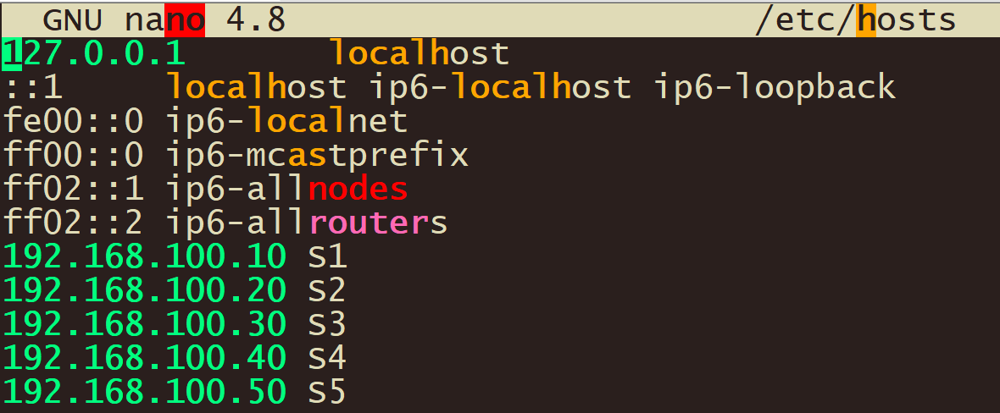 GNU nano 4.8 /etc/hosts
127.0.0.1 localhost
::1 localhost ip6-localhost ip6-loopback
fe00::0 ip6-localnet
ff00::0 ip6-mcastprefix
ff02::1 ip6-allnodes
ff02::2 ip6-allrouters
192.168.100.10 S1
192.168.100.20 S2
192.168.100.30 S3
192.168.100.40 S4
192.168.100.50 S5